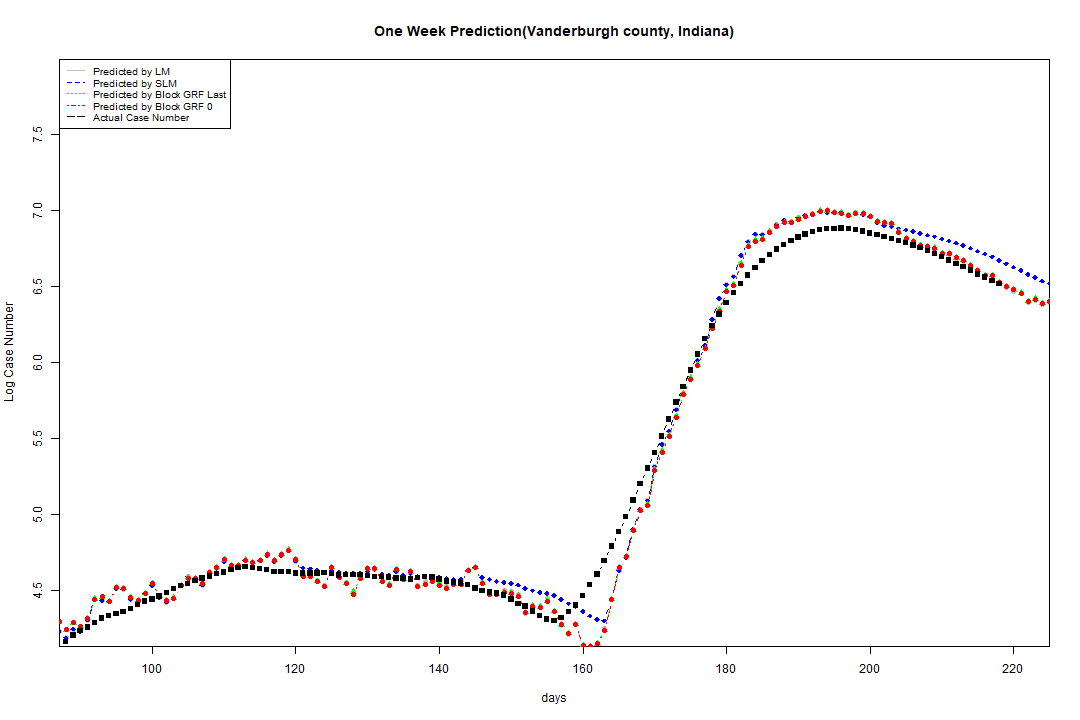 One Week Prediction(Vanderburgh county, Indiana)
Predicted by LM
Predicted by SLM
Predicted by Block GRF Last
Predicted by Block GRF 0
Actual Case Number
7.5
7.0
6.5
6.0
5.5
5.0
4.5
Log Case Number
100 120 140 160 180 200 220
days